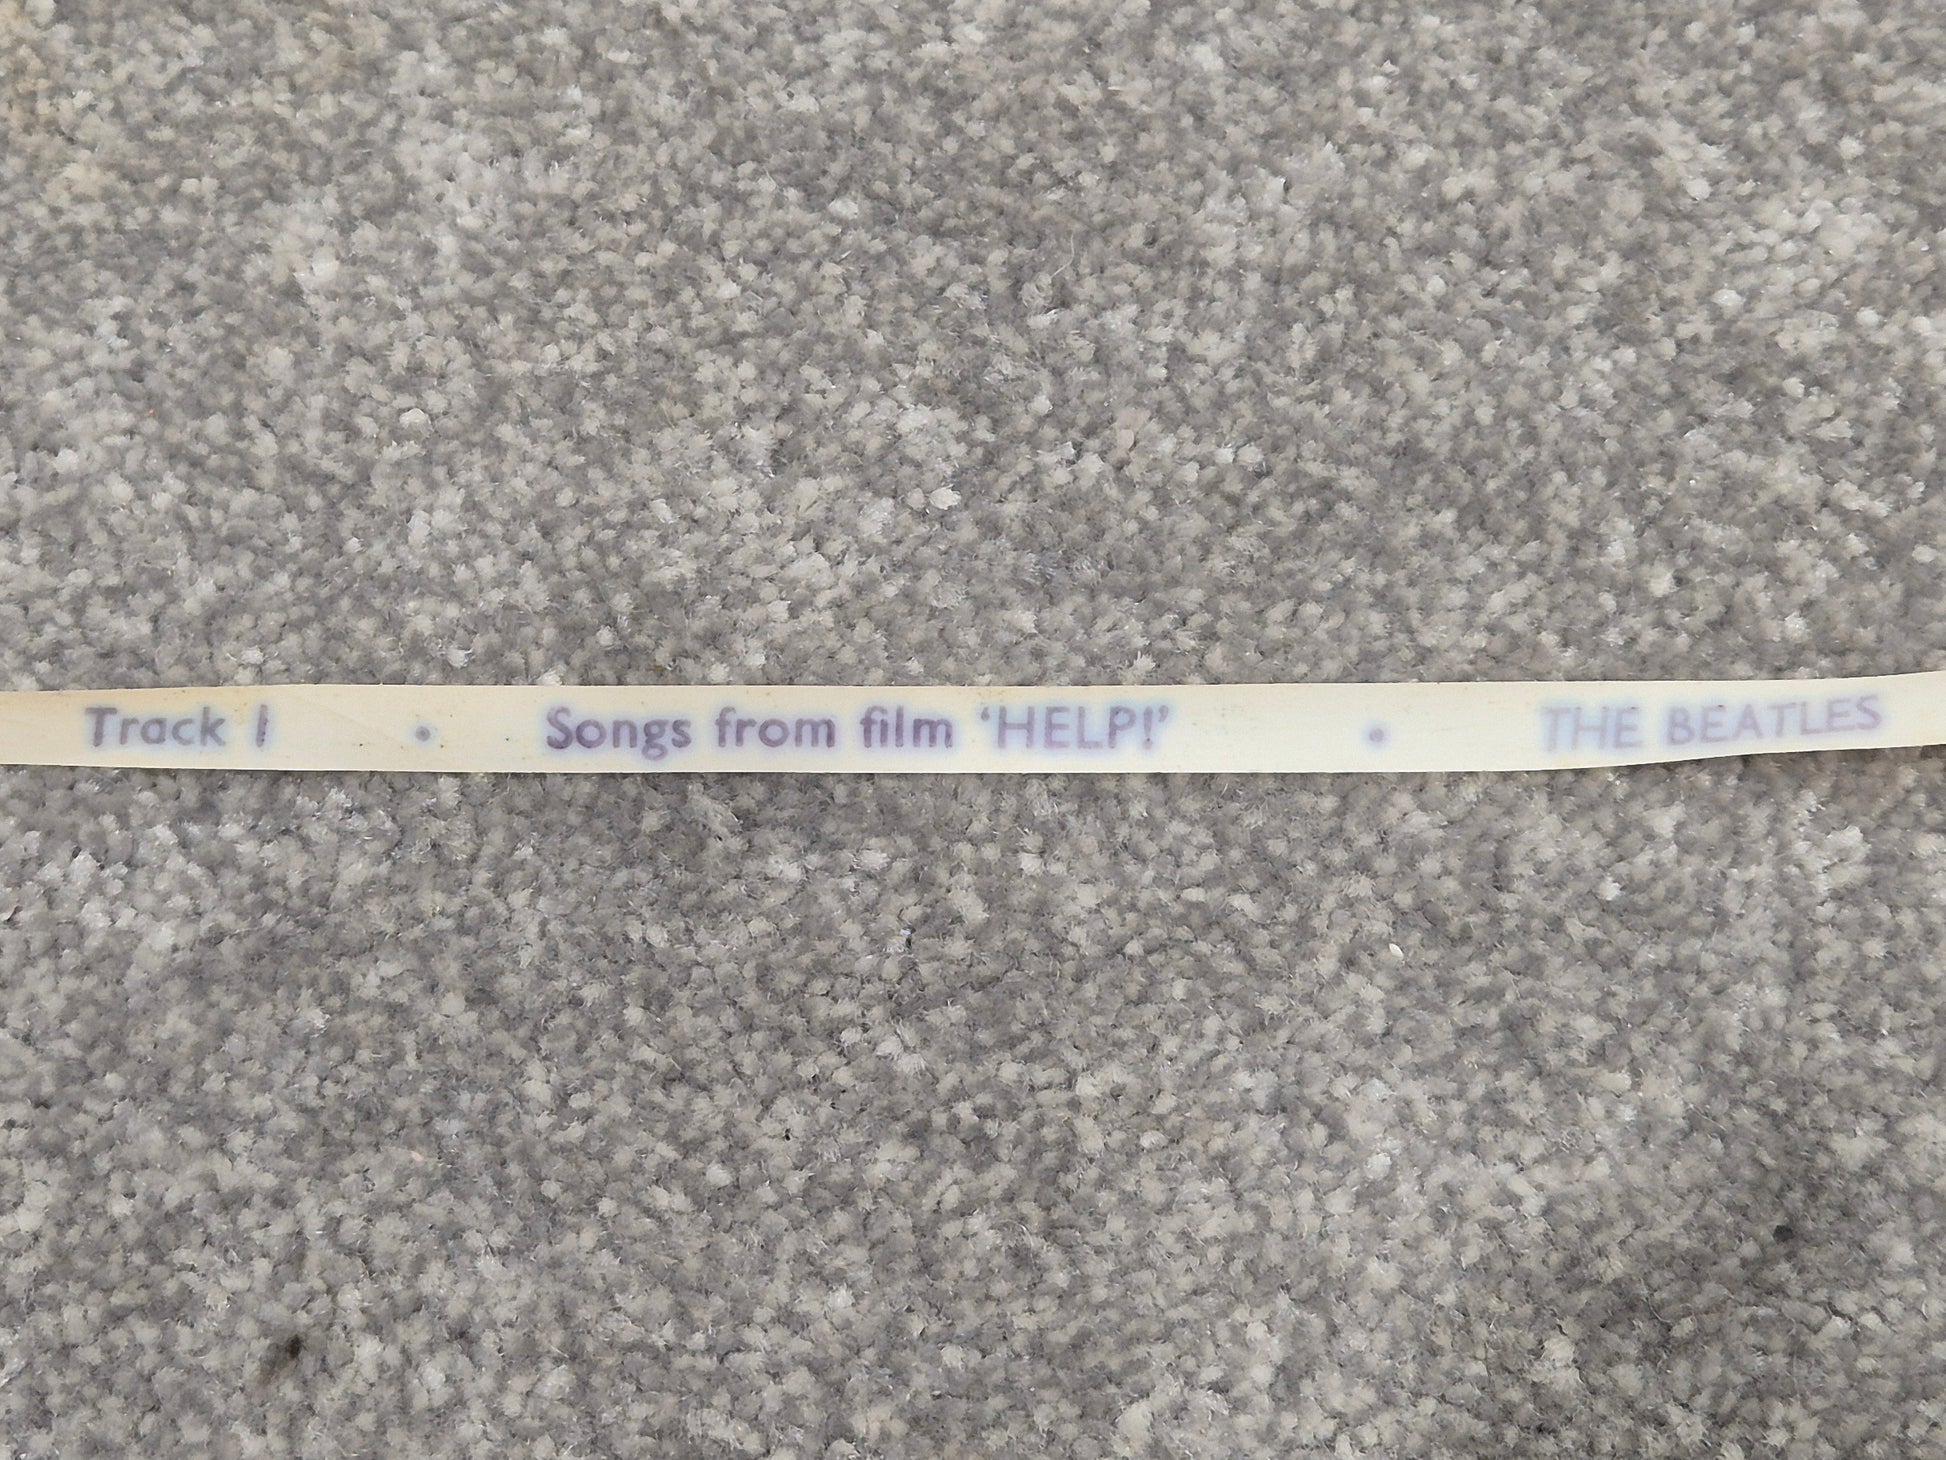 Track 1 • Songs from film ‘HELP!’ • THE BEATLES